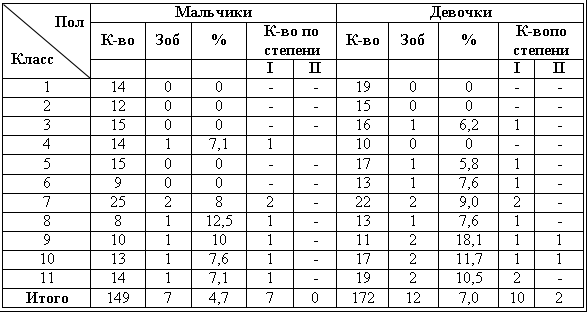 Пол Мальчики Девочки
Класс К-во Зоб % К-во по степени К-во Зоб % К-вопо степени
I II I II
1 14 0 0 - - 19 0 0 - -
2 12 0 0 - - 15 0 0 - -
3 15 0 0 - - 16 1 6,2 1 -
4 14 1 7,1 1 10 0 0 - -
5 15 0 0 - - 17 1 5,8 1 -
6 9 0 0 - - 13 1 7,6 1 -
7 25 2 8 2 - 22 2 9,0 2 -
8 8 1 12,5 1 - 13 1 7,6 1 -
9 10 1 10 1 - 11 2 18,1 1 1
10 13 1 7,6 1 - 17 2 11,7 1 1
11 14 1 7,1 1 - 19 2 10,5 2 -
Итого 149 7 4,7 7 0 172 12 7,0 10 2